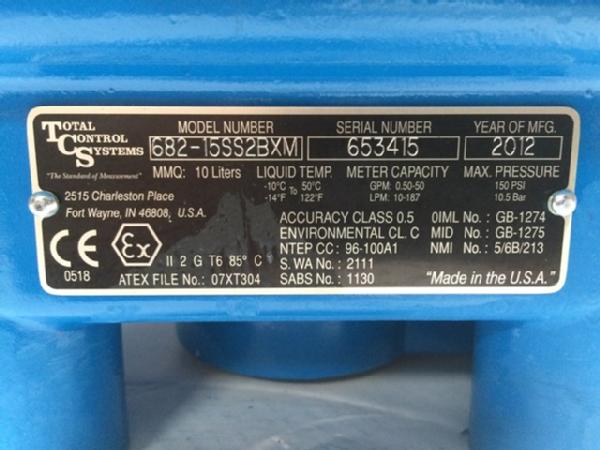 TOTAL CONTROL SYSTEMS
"The Standard of Measurement"
2515 Charleston Place
Fort Wayne, IN 46808, U.S.A.
MODEL NUMBER SERIAL NUMBER YEAR OF MFG.
682-15SS2BXM 653415 2012
MMQ: 10 Liters LIQUID TEMP. METER CAPACITY MAX. PRESSURE
-10°C To 50°C GPM: 0.50-50 150 PSI
-14°F 122°F LPM: 10-187 10.5 Bar
ACCURACY CLASS 0.5 OIML No.: GB-1274
ENVIRONMENTAL CL C MID No.: GB-1275
NTEP CC: 96-100A1 NMI No.: 5/6B/213
S. WA No.: 2111
SABS No.: 1130 "Made in the U.S.A."
CE Ex
0518
II 2 G T6 85° C
ATEX FILE No.: 07XT304